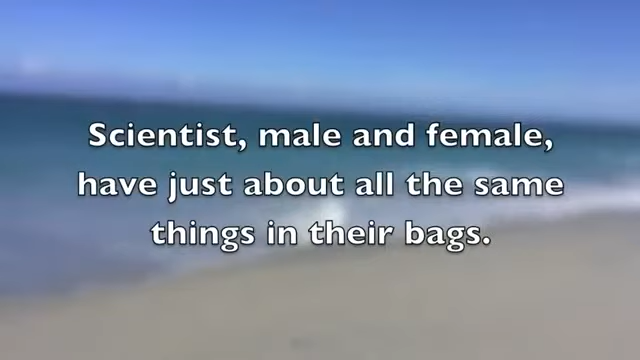 Scientist, male and female,
have just about all the same
things in their bags.